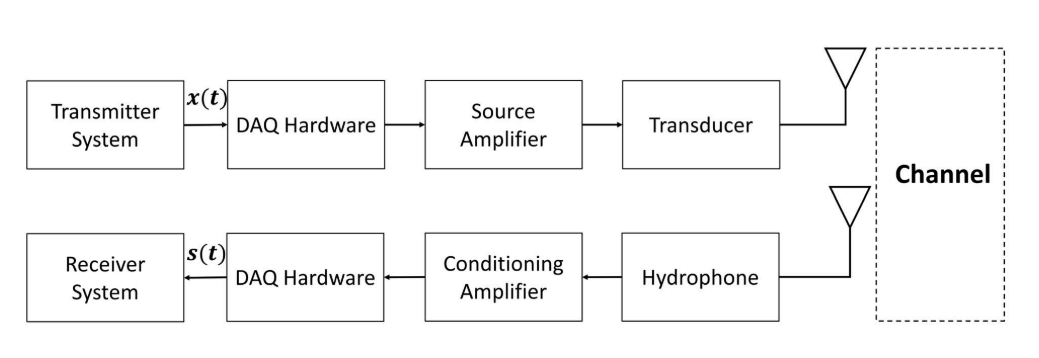 Transmitter
System
x(t)
DAQ Hardware
Source
Amplifier
Transducer
Channel
Receiver
System
s(t)
DAQ Hardware
Conditioning
Amplifier
Hydrophone